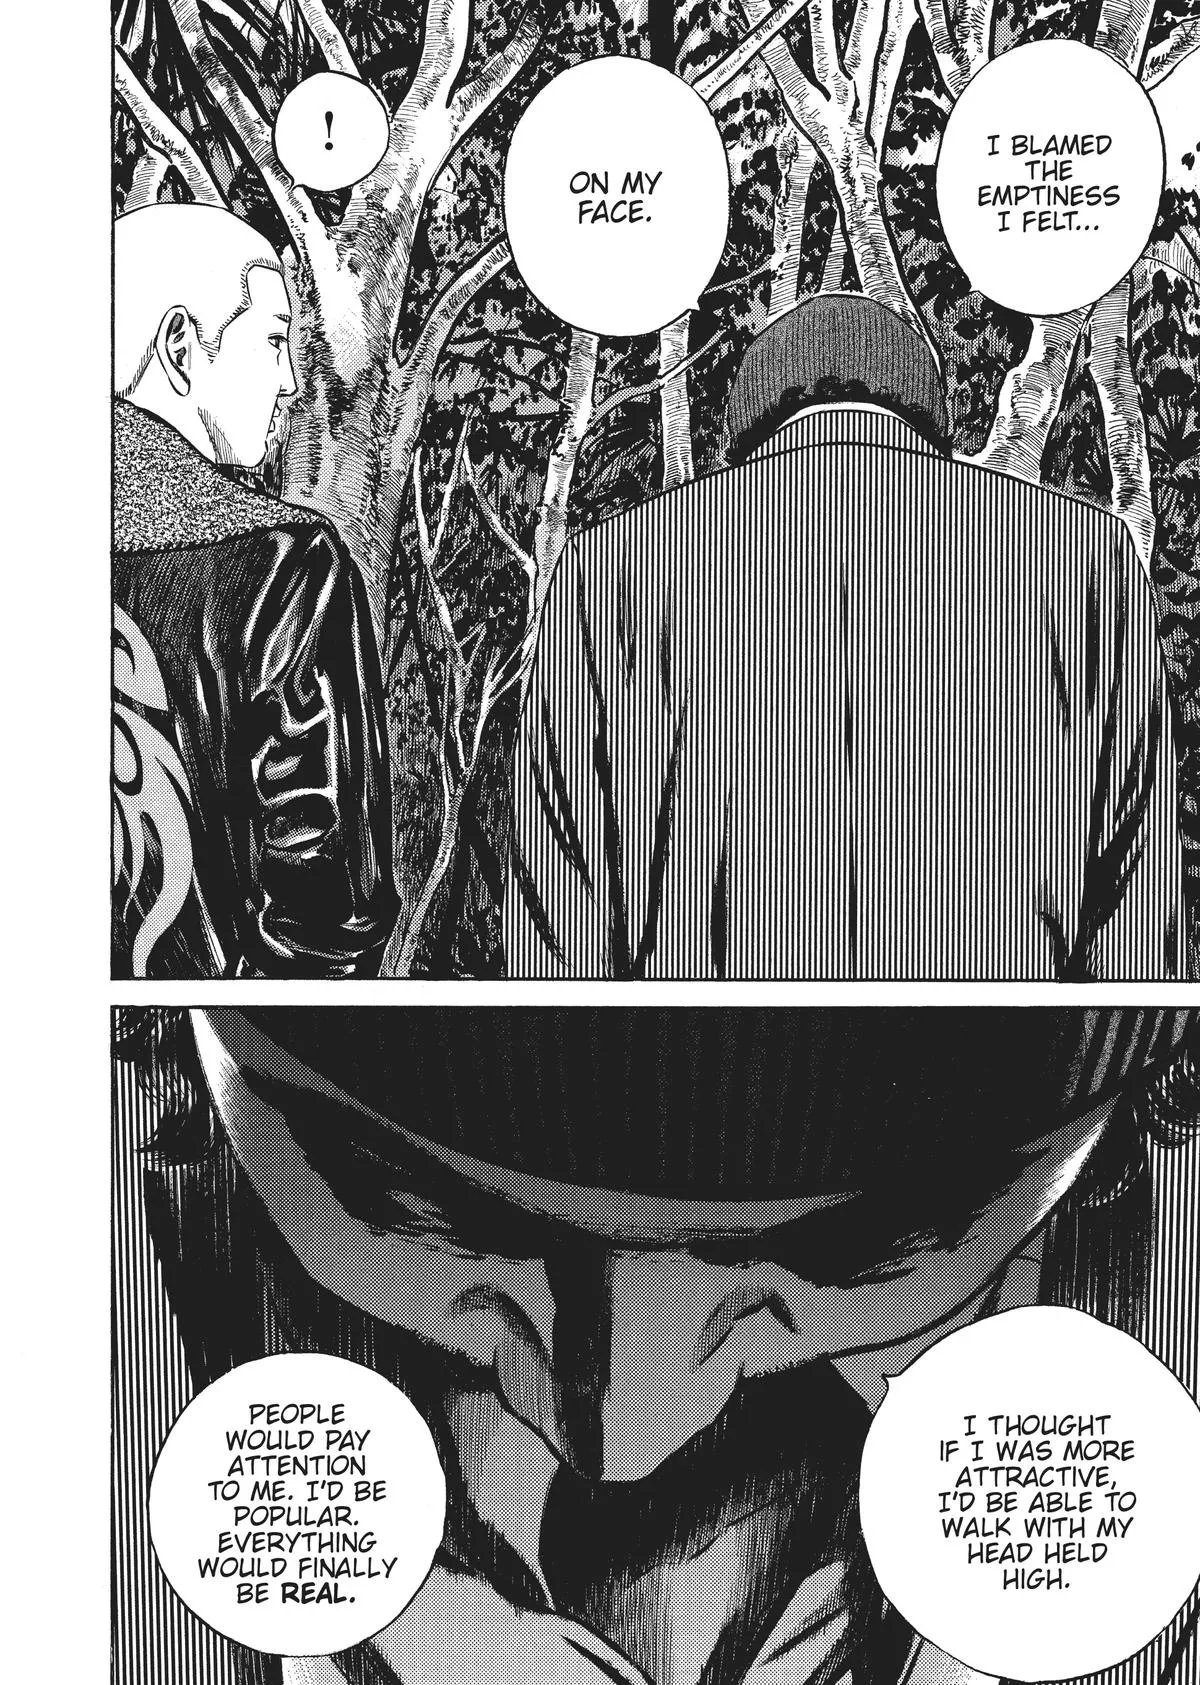 I BLAMED
THE
EMPTINESS
I FELT...
ON MY
FACE.
!
I THOUGHT
IF I WAS MORE
ATTRACTIVE,
I'D BE ABLE TO
WALK WITH MY
HEAD HELD
HIGH.
PEOPLE
WOULD PAY
ATTENTION
TO ME. I'D BE
POPULAR.
EVERYTHING
WOULD FINALLY
BE REAL.